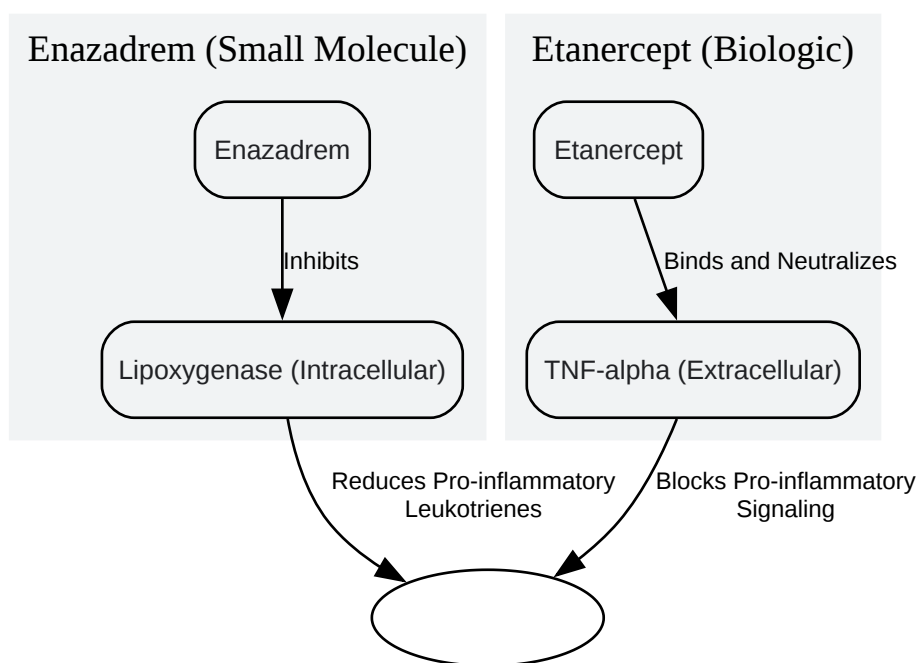 Enazadrem (Small Molecule)
Etanercept (Biologic)
Enazadrem
Etanercept
Inhibits
Binds and Neutralizes
Lipoxygenase (Intracellular)
TNF-alpha (Extracellular)
Reduces Pro-inflammatory
Leukotrienes
Blocks Pro-inflammatory
Signaling